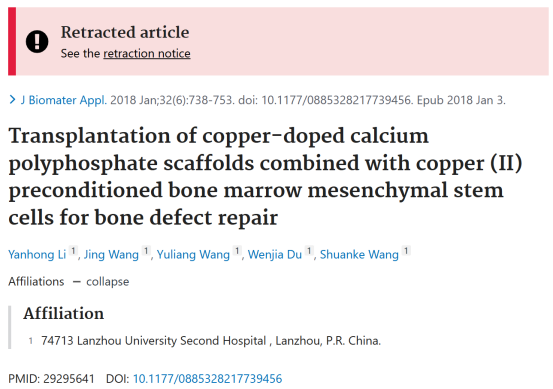 Retracted article
See the retraction notice
> J Biomater Appl. 2018 Jan;32(6):738-753. doi: 10.1177/0885328217739456. Epub 2018 Jan 3.
Transplantation of copper-doped calcium
polyphosphate scaffolds combined with copper (II)
preconditioned bone marrow mesenchymal stem
cells for bone defect repair
Yanhong Li 1, Jing Wang 1, Yuliang Wang 1, Wenjia Du 1, Shuanke Wang 1
Affiliations – collapse
Affiliation
1 74713 Lanzhou University Second Hospital , Lanzhou, P.R. China.
PMID: 29295641 DOI: 10.1177/0885328217739456